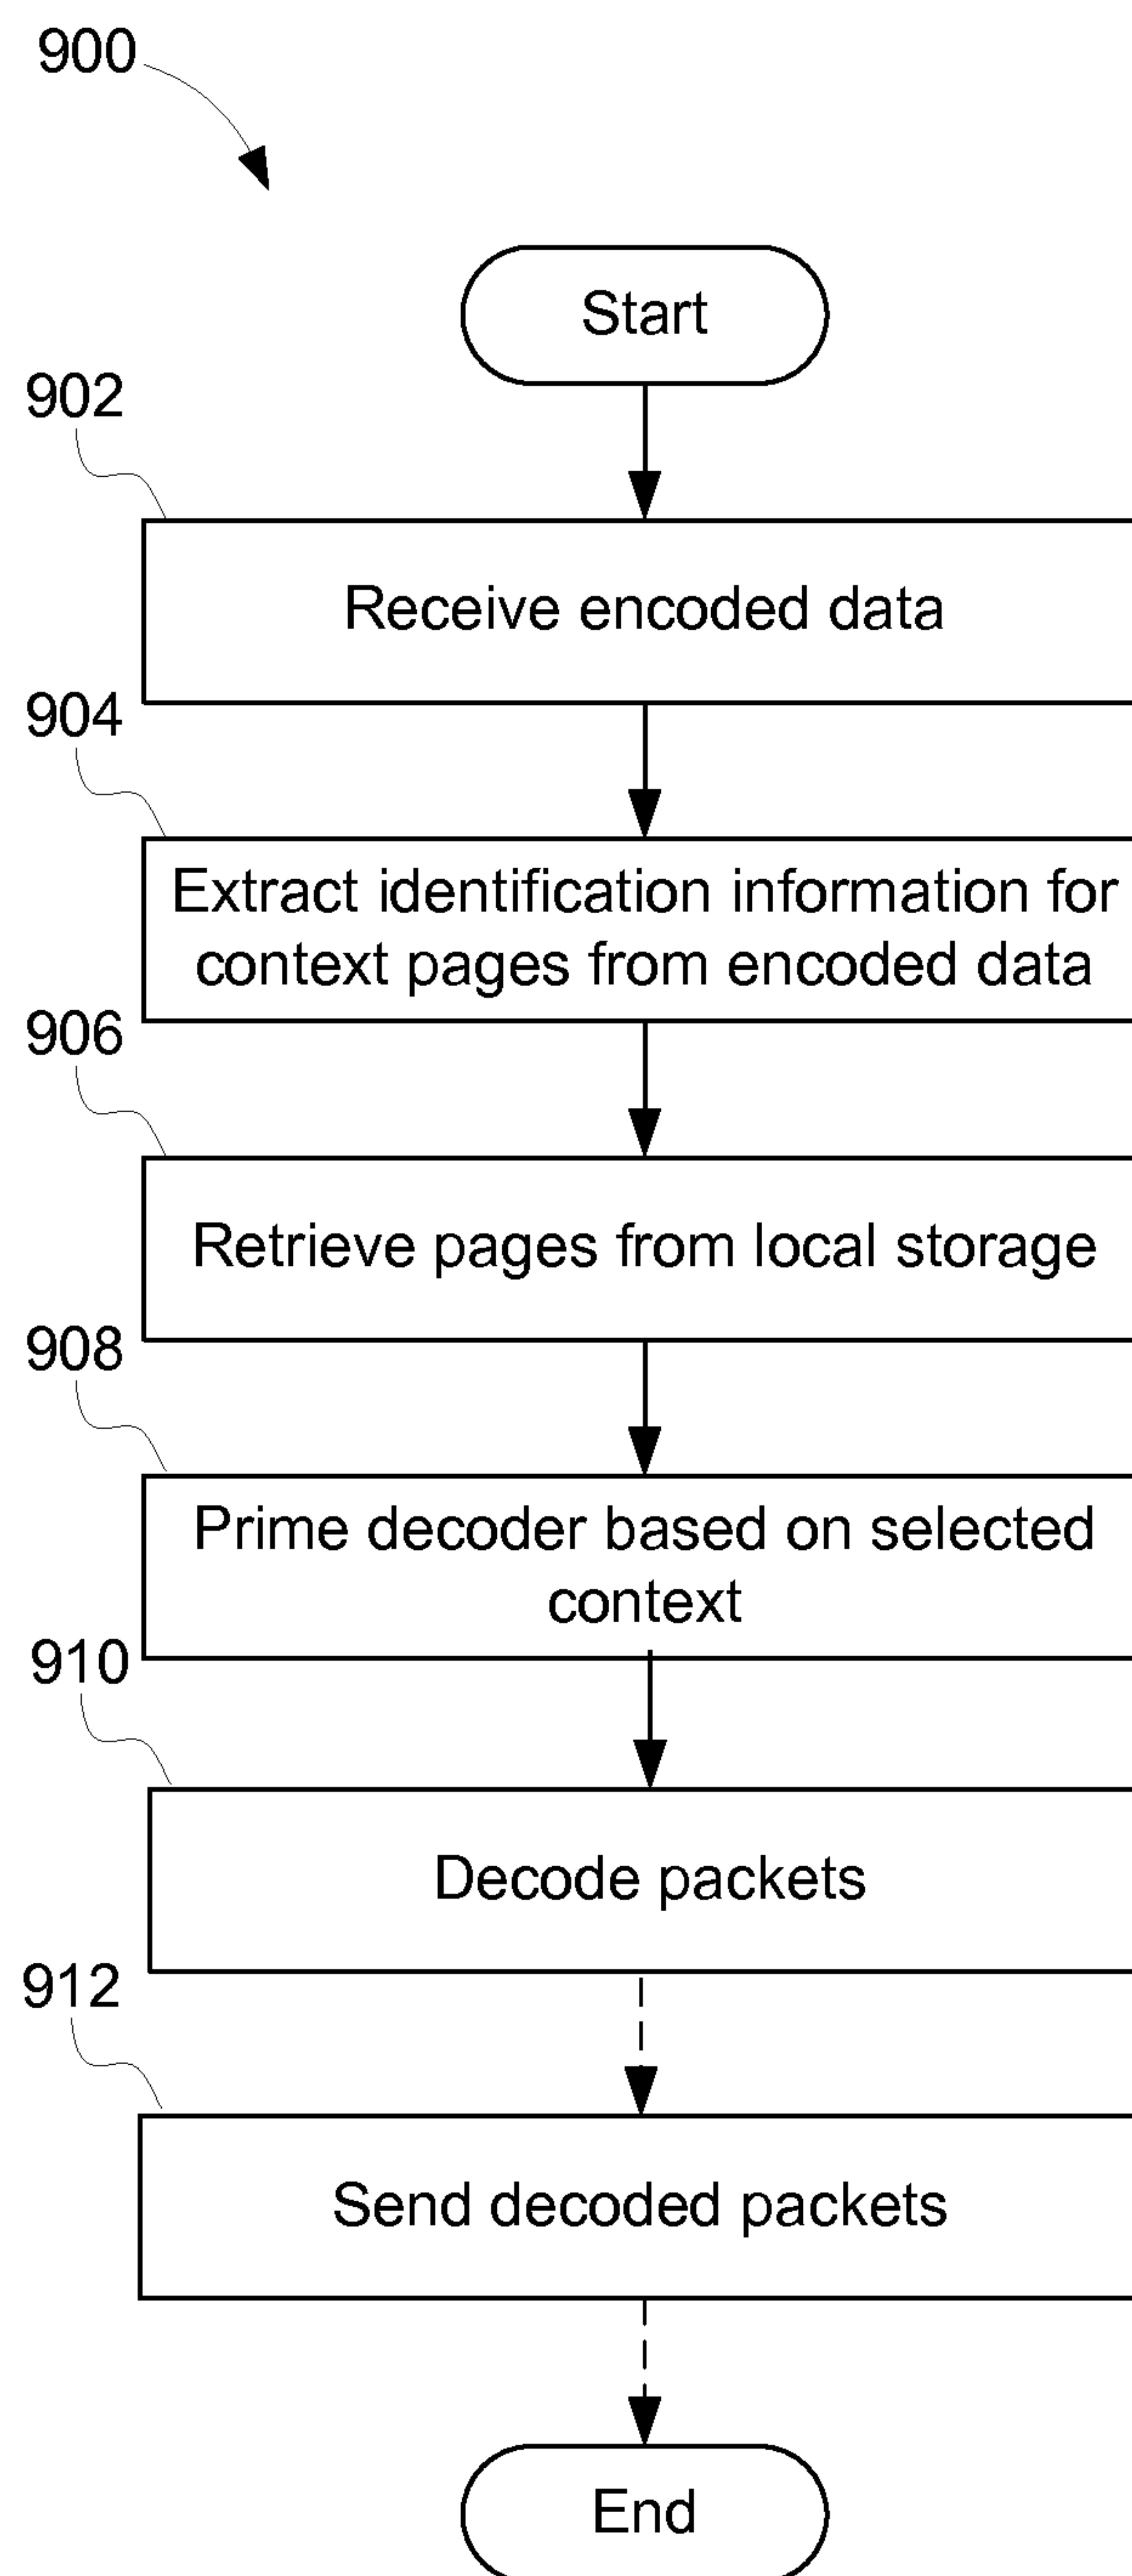 900
Start
902
Receive encoded data
904
Extract identification information for
context pages from encoded data
906
Retrieve pages from local storage
908
Prime decoder based on selected
context
910
Decode packets
912
Send decoded packets
End